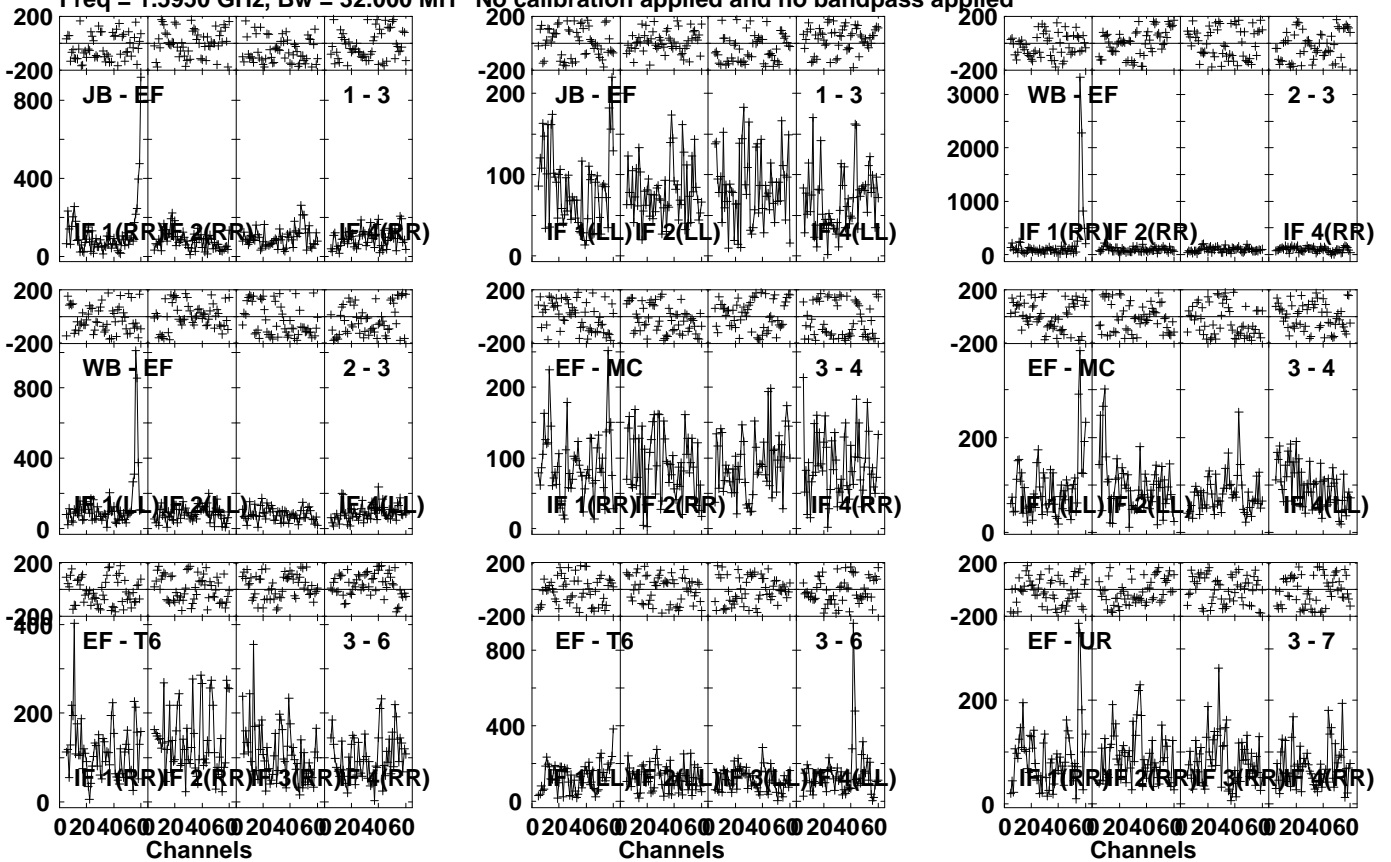 Freq = 1.5950 GHz, Bw = 32.000 MH No calibration applied and no bandpass applied
200
-200
800
400
0
JB - EF
1 - 3
IF 1(RR)
IF 2(RR)
IF 4(RR)
200
-200
200
100
0
JB - EF
1 - 3
IF 1(LL)
IF 2(LL)
IF 4(LL)
200
-200
3000
2000
1000
0
WB - EF
2 - 3
IF 1(RR)
IF 2(RR)
IF 4(RR)
200
-200
800
400
0
WB - EF
2 - 3
IF 1(LL)
IF 2(LL)
IF 4(LL)
200
-200
200
100
0
EF - MC
3 - 4
IF 1(RR)
IF 2(RR)
IF 4(RR)
200
-200
200
0
EF - MC
3 - 4
IF 1(LL)
IF 2(LL)
IF 4(LL)
200
-200
400
200
0
EF - T6
3 - 6
IF 1(RR)
IF 2(RR)
IF 3(RR)
IF 4(RR)
0 20 40 60 0 20 40 60 0 20 40 60 0 20 40 60
Channels
200
-200
800
400
0
EF - T6
3 - 6
IF 1(LL)
IF 2(LL)
IF 3(LL)
IF 4(LL)
0 20 40 60 0 20 40 60 0 20 40 60 0 20 40 60
Channels
200
-200
200
0
EF - UR
3 - 7
IF 1(RR)
IF 2(RR)
IF 3(RR)
IF 4(RR)
0 20 40 60 0 20 40 60 0 20 40 60 0 20 40 60
Channels